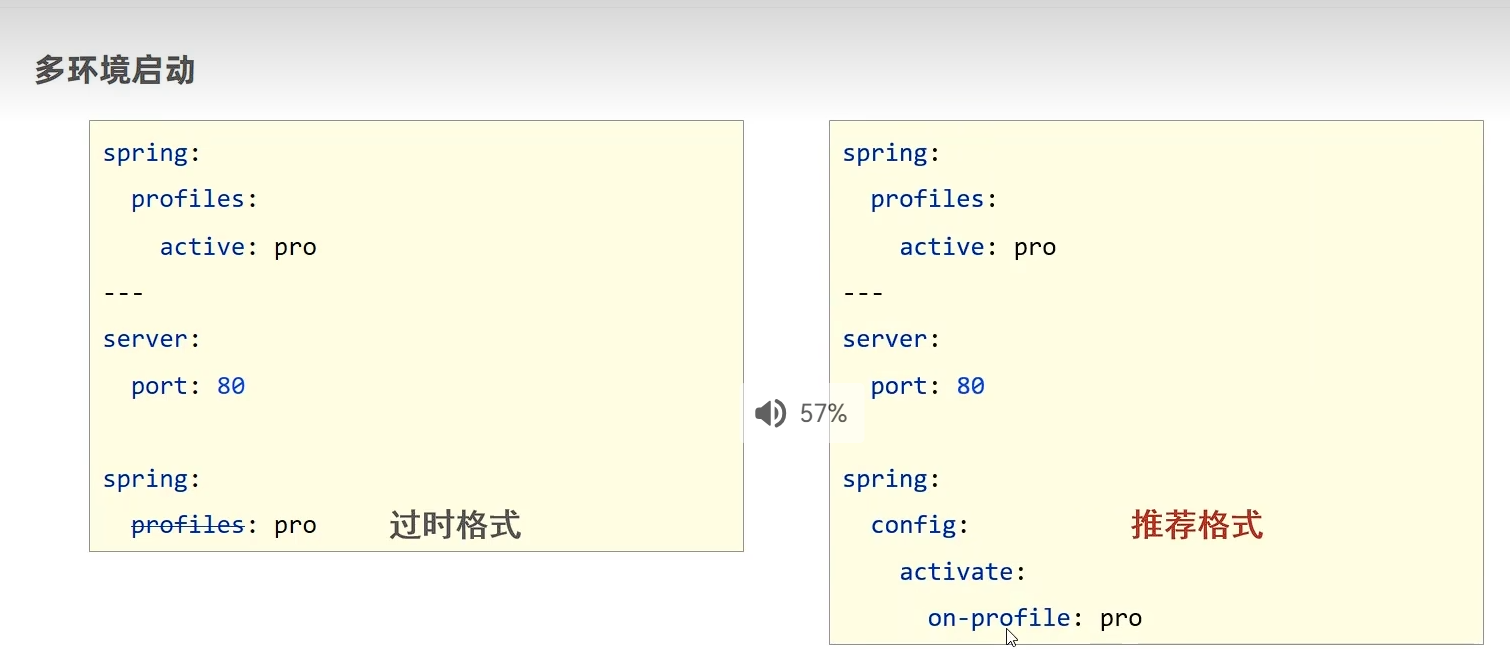 多环境启动
spring:
  profiles:
    active: pro
---
server:
  port: 80
spring:
  profiles: pro 过时格式
spring:
  profiles:
    active: pro
---
server:
  port: 80
spring:
  config: 推荐格式
    activate:
      on-profile: pro
57%